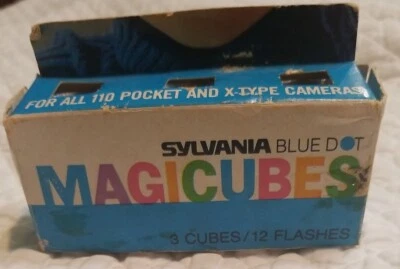 FOR ALL 110 POCKET AND X-TYPE CAMERAS
SYLVANIA BLUE DOT
MAGICUBES
3 CUBES/12 FLASHES